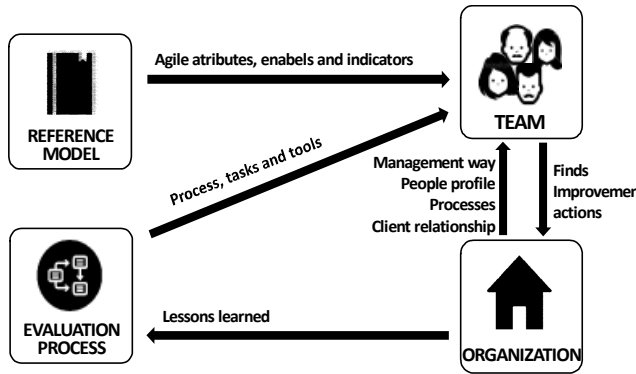 Agile atributes, enabels and indicators
REFERENCE
MODEL
TEAM
Process, tasks and tools
Management way
People profile
Processes
Client relationship
Finds
Improvemen
actions
Lessons learned
EVALUATION
PROCESS
ORGANIZATION